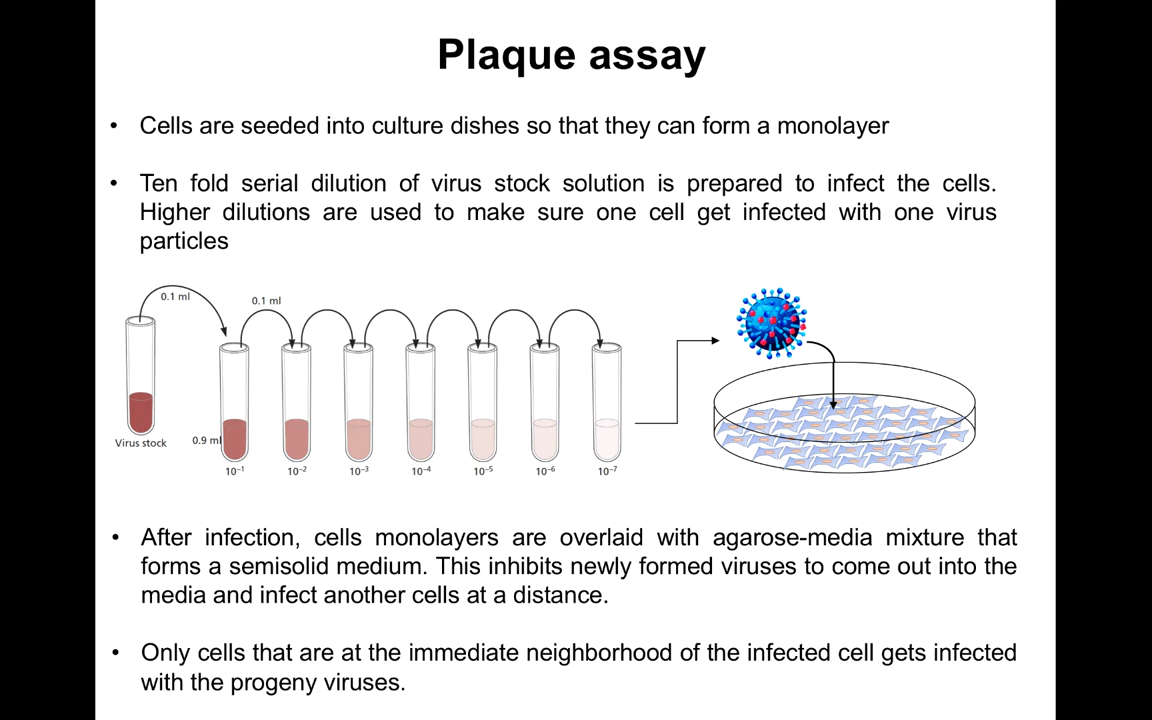 Plaque assay
• Cells are seeded into culture dishes so that they can form a monolayer
• Ten fold serial dilution of virus stock solution is prepared to infect the cells.
Higher dilutions are used to make sure one cell get infected with one virus
particles
0.1 ml
0.1 ml
Virus stock
0.9 ml
10⁻¹ 10⁻² 10⁻³ 10⁻⁴ 10⁻⁵ 10⁻⁶ 10⁻⁷
• After infection, cells monolayers are overlaid with agarose-media mixture that
forms a semisolid medium. This inhibits newly formed viruses to come out into the
media and infect another cells at a distance.
• Only cells that are at the immediate neighborhood of the infected cell gets infected
with the progeny viruses.